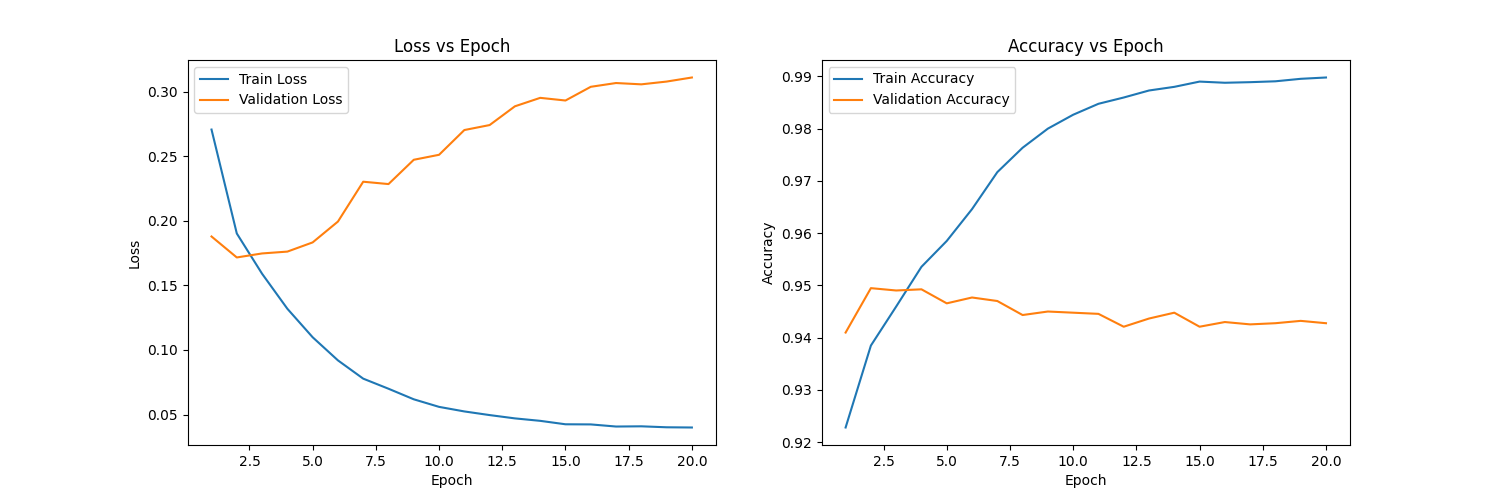 Loss vs Epoch
Train Loss
Validation Loss
0.30
0.25
0.20
0.15
0.10
0.05
Loss
2.5 5.0 7.5 10.0 12.5 15.0 17.5 20.0
Epoch
Accuracy vs Epoch
Train Accuracy
Validation Accuracy
0.99
0.98
0.97
0.96
0.95
0.94
0.93
0.92
Accuracy
2.5 5.0 7.5 10.0 12.5 15.0 17.5 20.0
Epoch